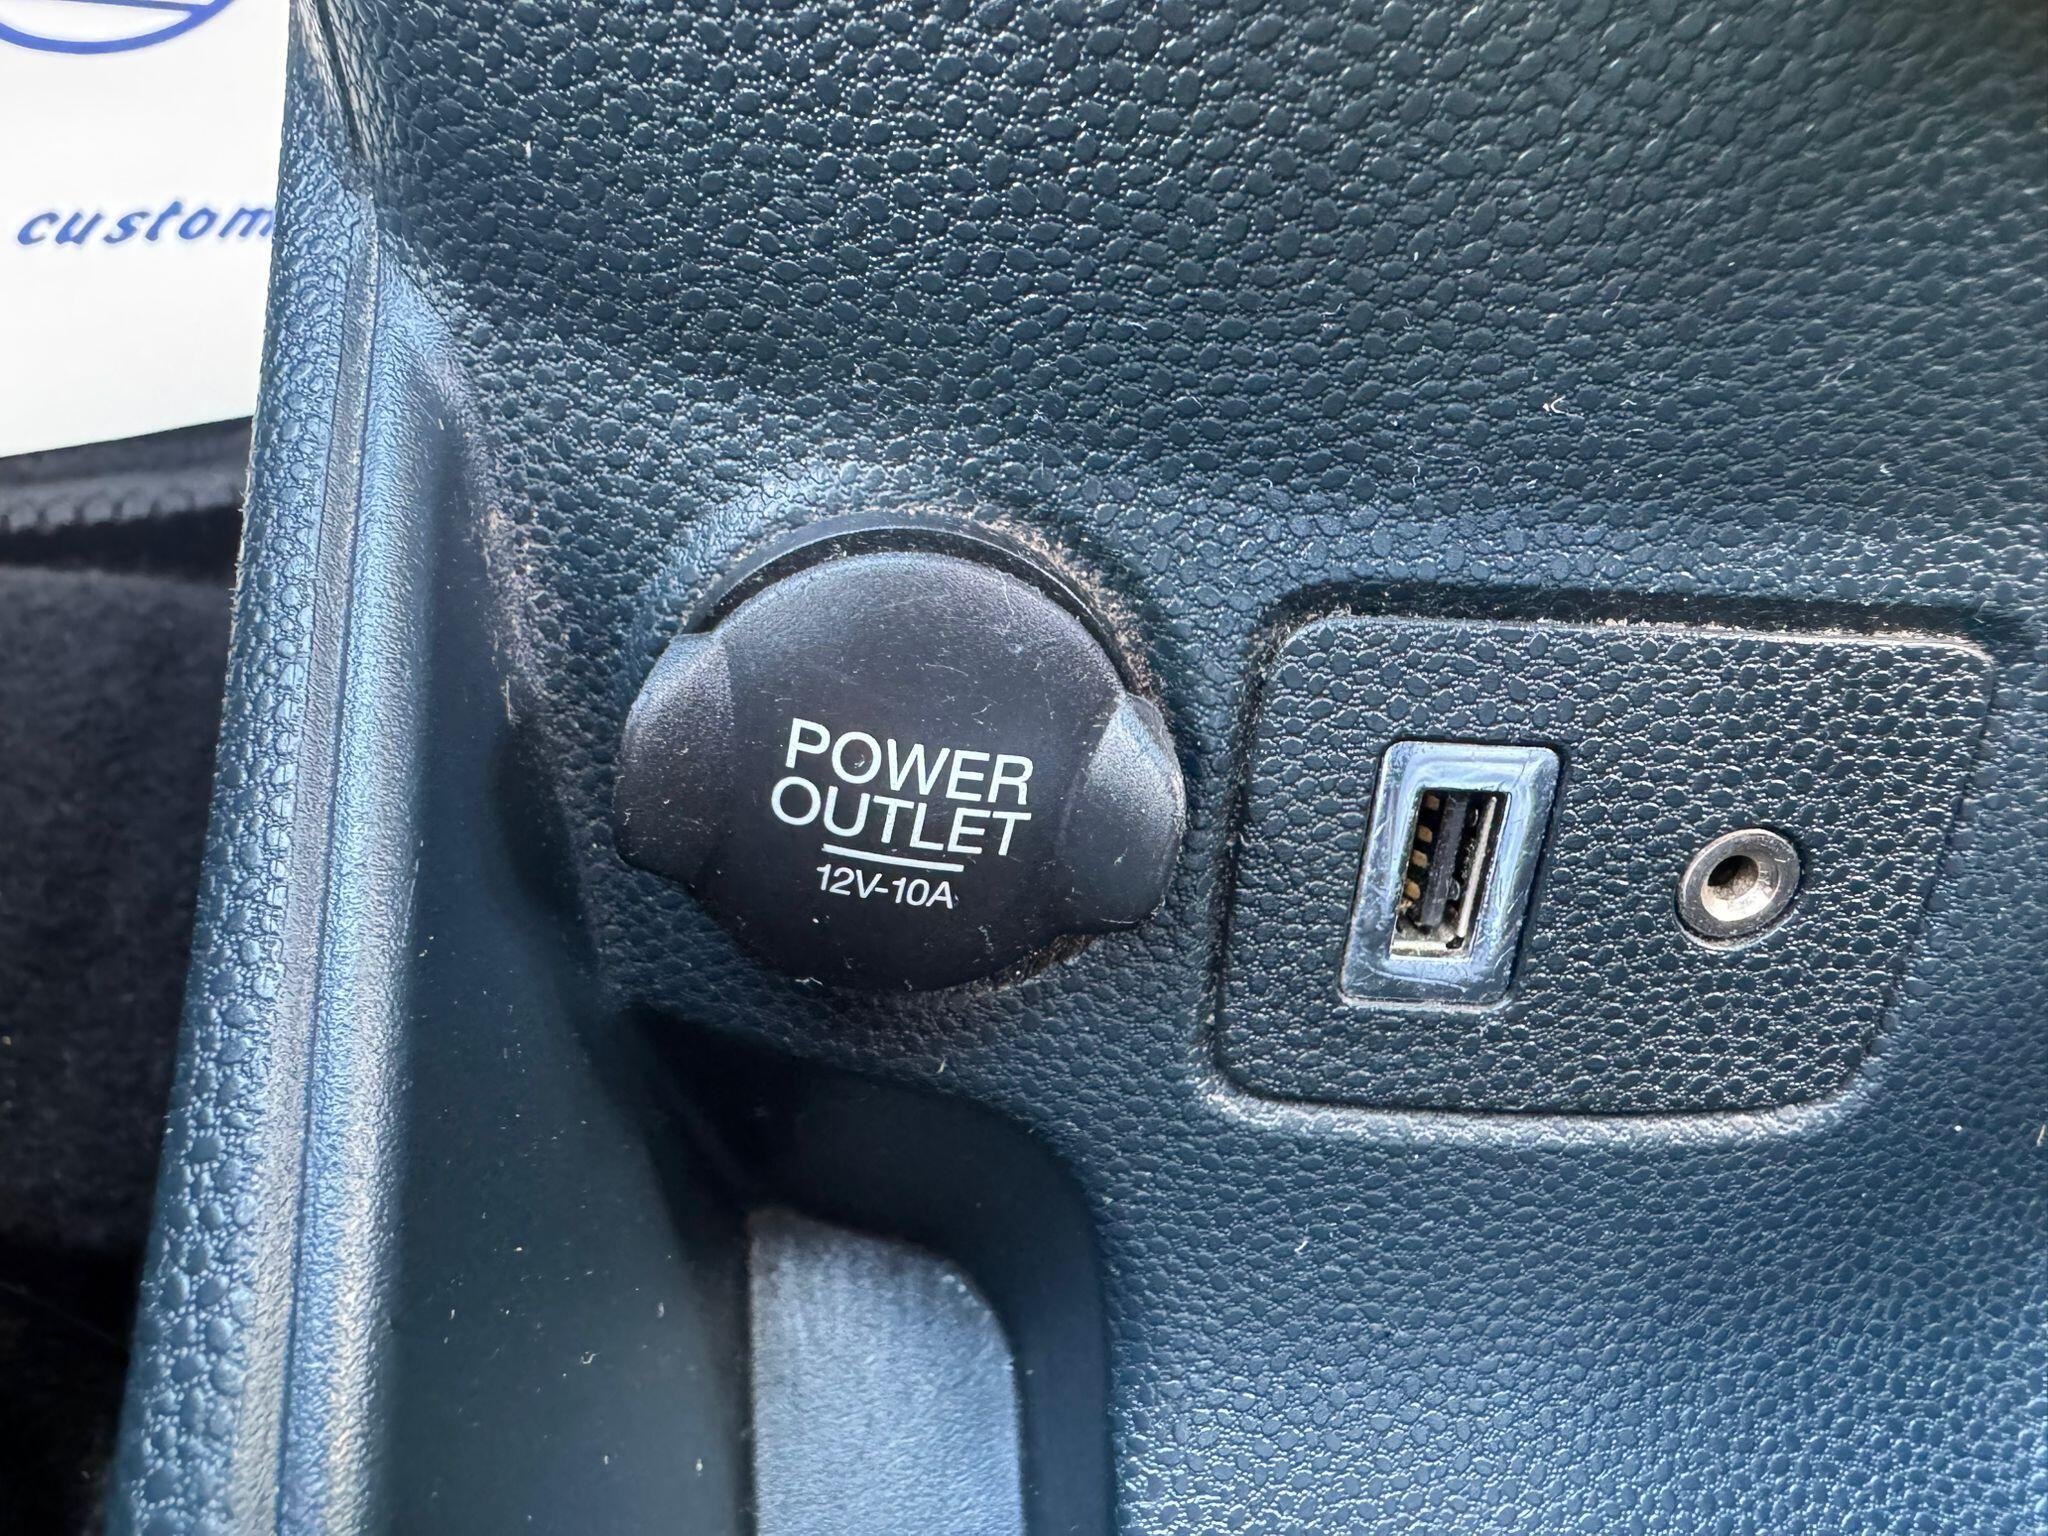 custom
POWER
OUTLET
12V-10A